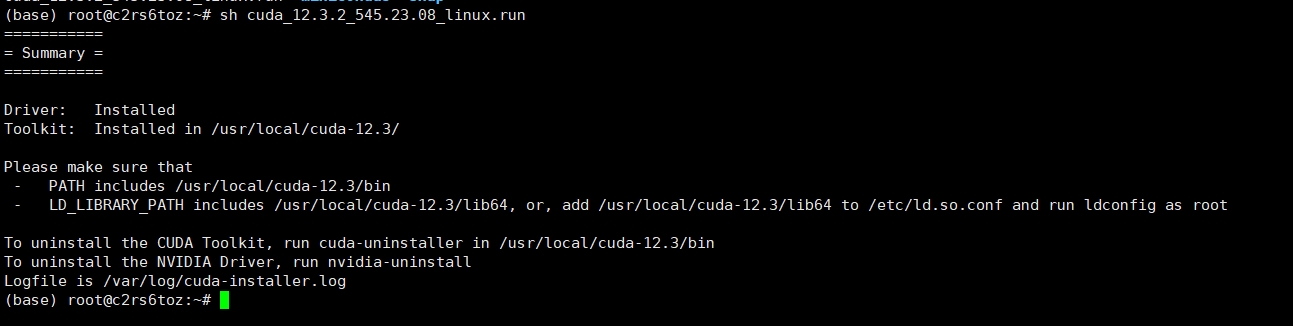 (base) root@c2rs6toz:~# sh cuda_12.3.2_545.23.08_linux.run
===========
= Summary =
===========
Driver:   Installed
Toolkit:  Installed in /usr/local/cuda-12.3/
Please make sure that
 -   PATH includes /usr/local/cuda-12.3/bin
 -   LD_LIBRARY_PATH includes /usr/local/cuda-12.3/lib64, or, add /usr/local/cuda-12.3/lib64 to /etc/ld.so.conf and run ldconfig as root
To uninstall the CUDA Toolkit, run cuda-uninstaller in /usr/local/cuda-12.3/bin
To uninstall the NVIDIA Driver, run nvidia-uninstall
Logfile is /var/log/cuda-installer.log
(base) root@c2rs6toz:~#